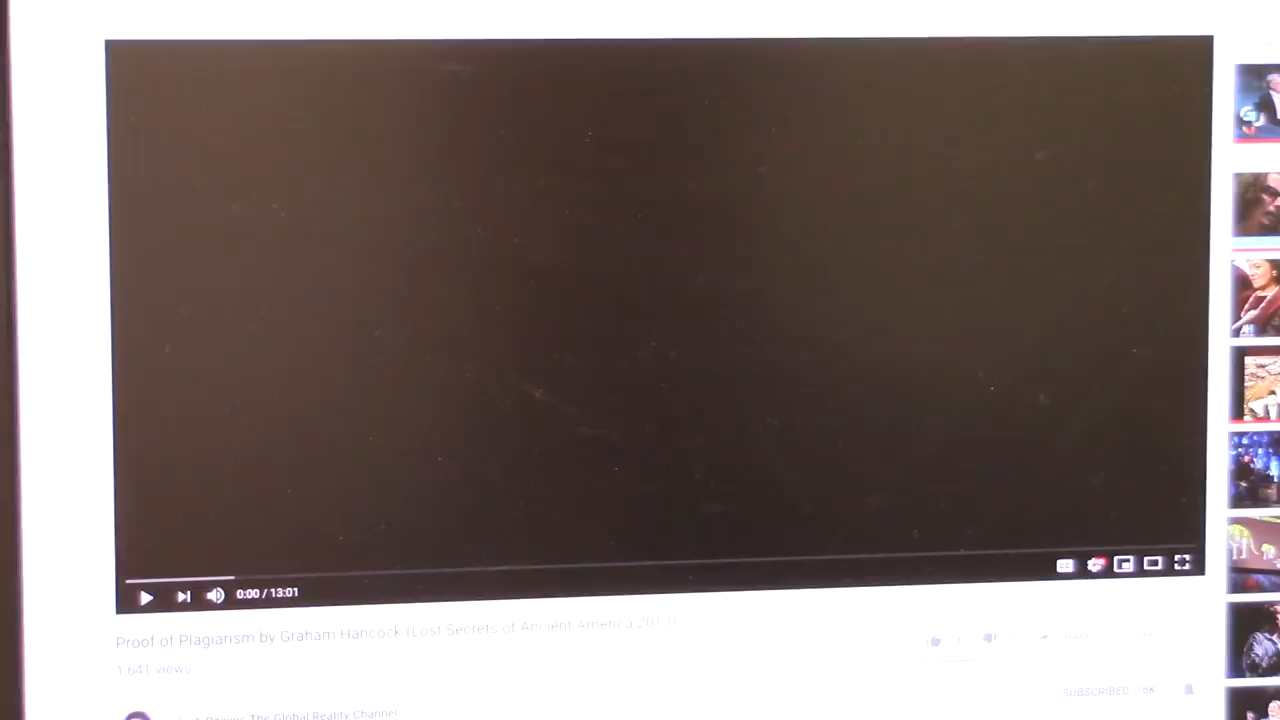 0:00 / 13:01
Proof of Plagiarism by Graham Hancock (Lost Secrets of Ancient America 2013)
1,641 views
SUBSCRIBED 16K
The Global Reality Channel